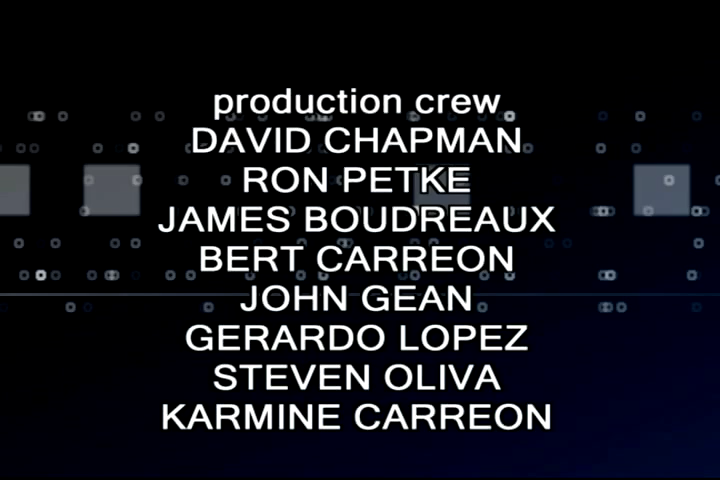 production crew
DAVID CHAPMAN
RON PETKE
JAMES BOUDREAUX
BERT CARREON
JOHN GEAN
GERARDO LOPEZ
STEVEN OLIVA
KARMINE CARREON